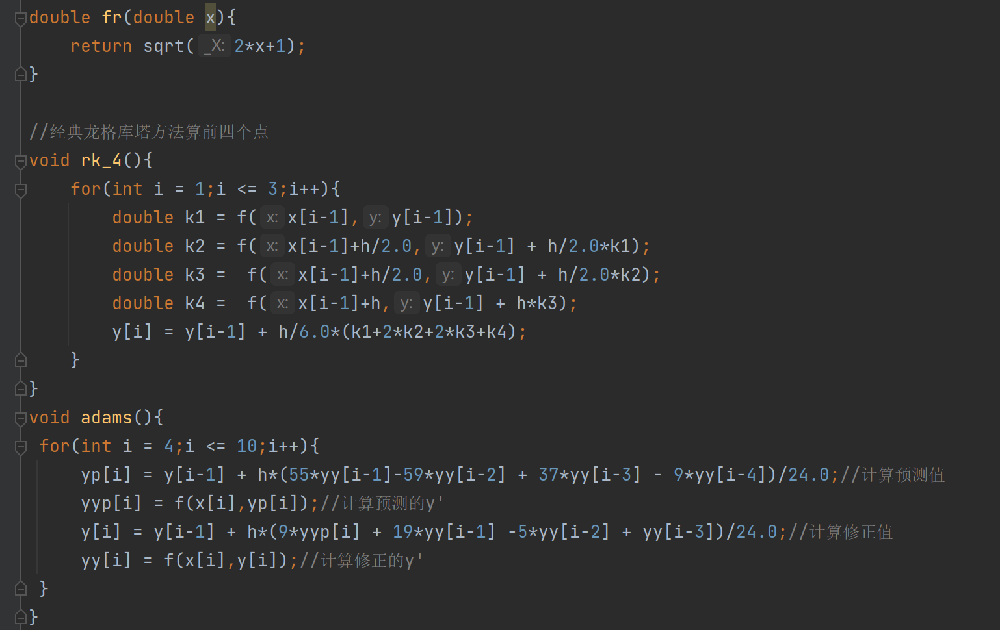 double fr(double x){
    return sqrt(_X: 2*x+1);
}
//经典龙格库塔方法算前四个点
void rk_4(){
    for(int i = 1;i <= 3;i++){
        double k1 = f(x: x[i-1],y: y[i-1]);
        double k2 = f(x: x[i-1]+h/2.0,y: y[i-1] + h/2.0*k1);
        double k3 =  f(x: x[i-1]+h/2.0,y: y[i-1] + h/2.0*k2);
        double k4 =  f(x: x[i-1]+h,y: y[i-1] + h*k3);
        y[i] = y[i-1] + h/6.0*(k1+2*k2+2*k3+k4);
    }
}
void adams(){
 for(int i = 4;i <= 10;i++){
     yp[i] = y[i-1] + h*(55*yy[i-1]-59*yy[i-2] + 37*yy[i-3] - 9*yy[i-4])/24.0;//计算预测值
     yyp[i] = f(x[i],yp[i]);//计算预测的y'
     y[i] = y[i-1] + h*(9*yyp[i] + 19*yy[i-1] -5*yy[i-2] + yy[i-3])/24.0;//计算修正值
     yy[i] = f(x[i],y[i]);//计算修正的y'
 }
}